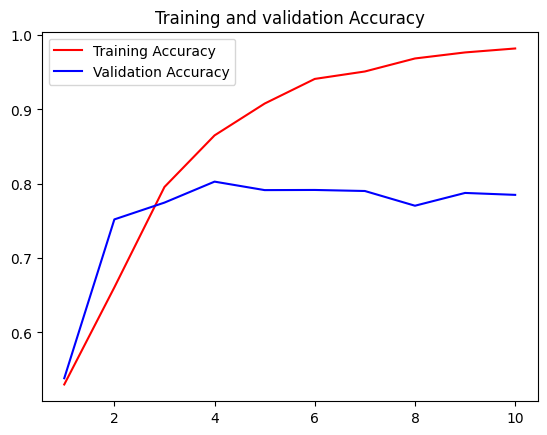 Training and validation Accuracy
Training Accuracy
Validation Accuracy
1.0
0.9
0.8
0.7
0.6
2 4 6 8 10